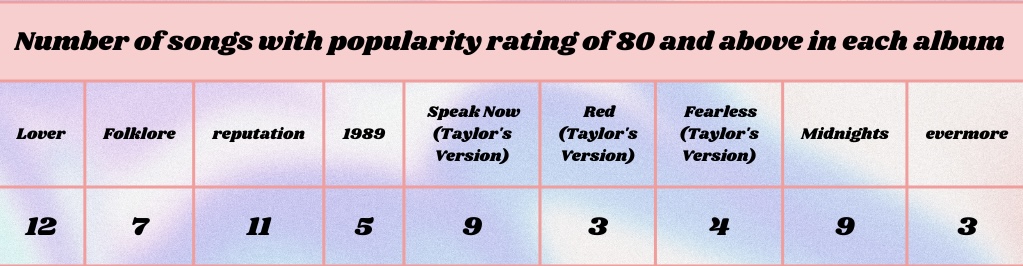 Number of songs with popularity rating of 80 and above in each album
Lover
Folklore
reputation
1989
Speak Now
(Taylor's
Version)
Red
(Taylor's
Version)
Fearless
(Taylor's
Version)
Midnights
evermore
12
7
11
5
9
3
4
9
3